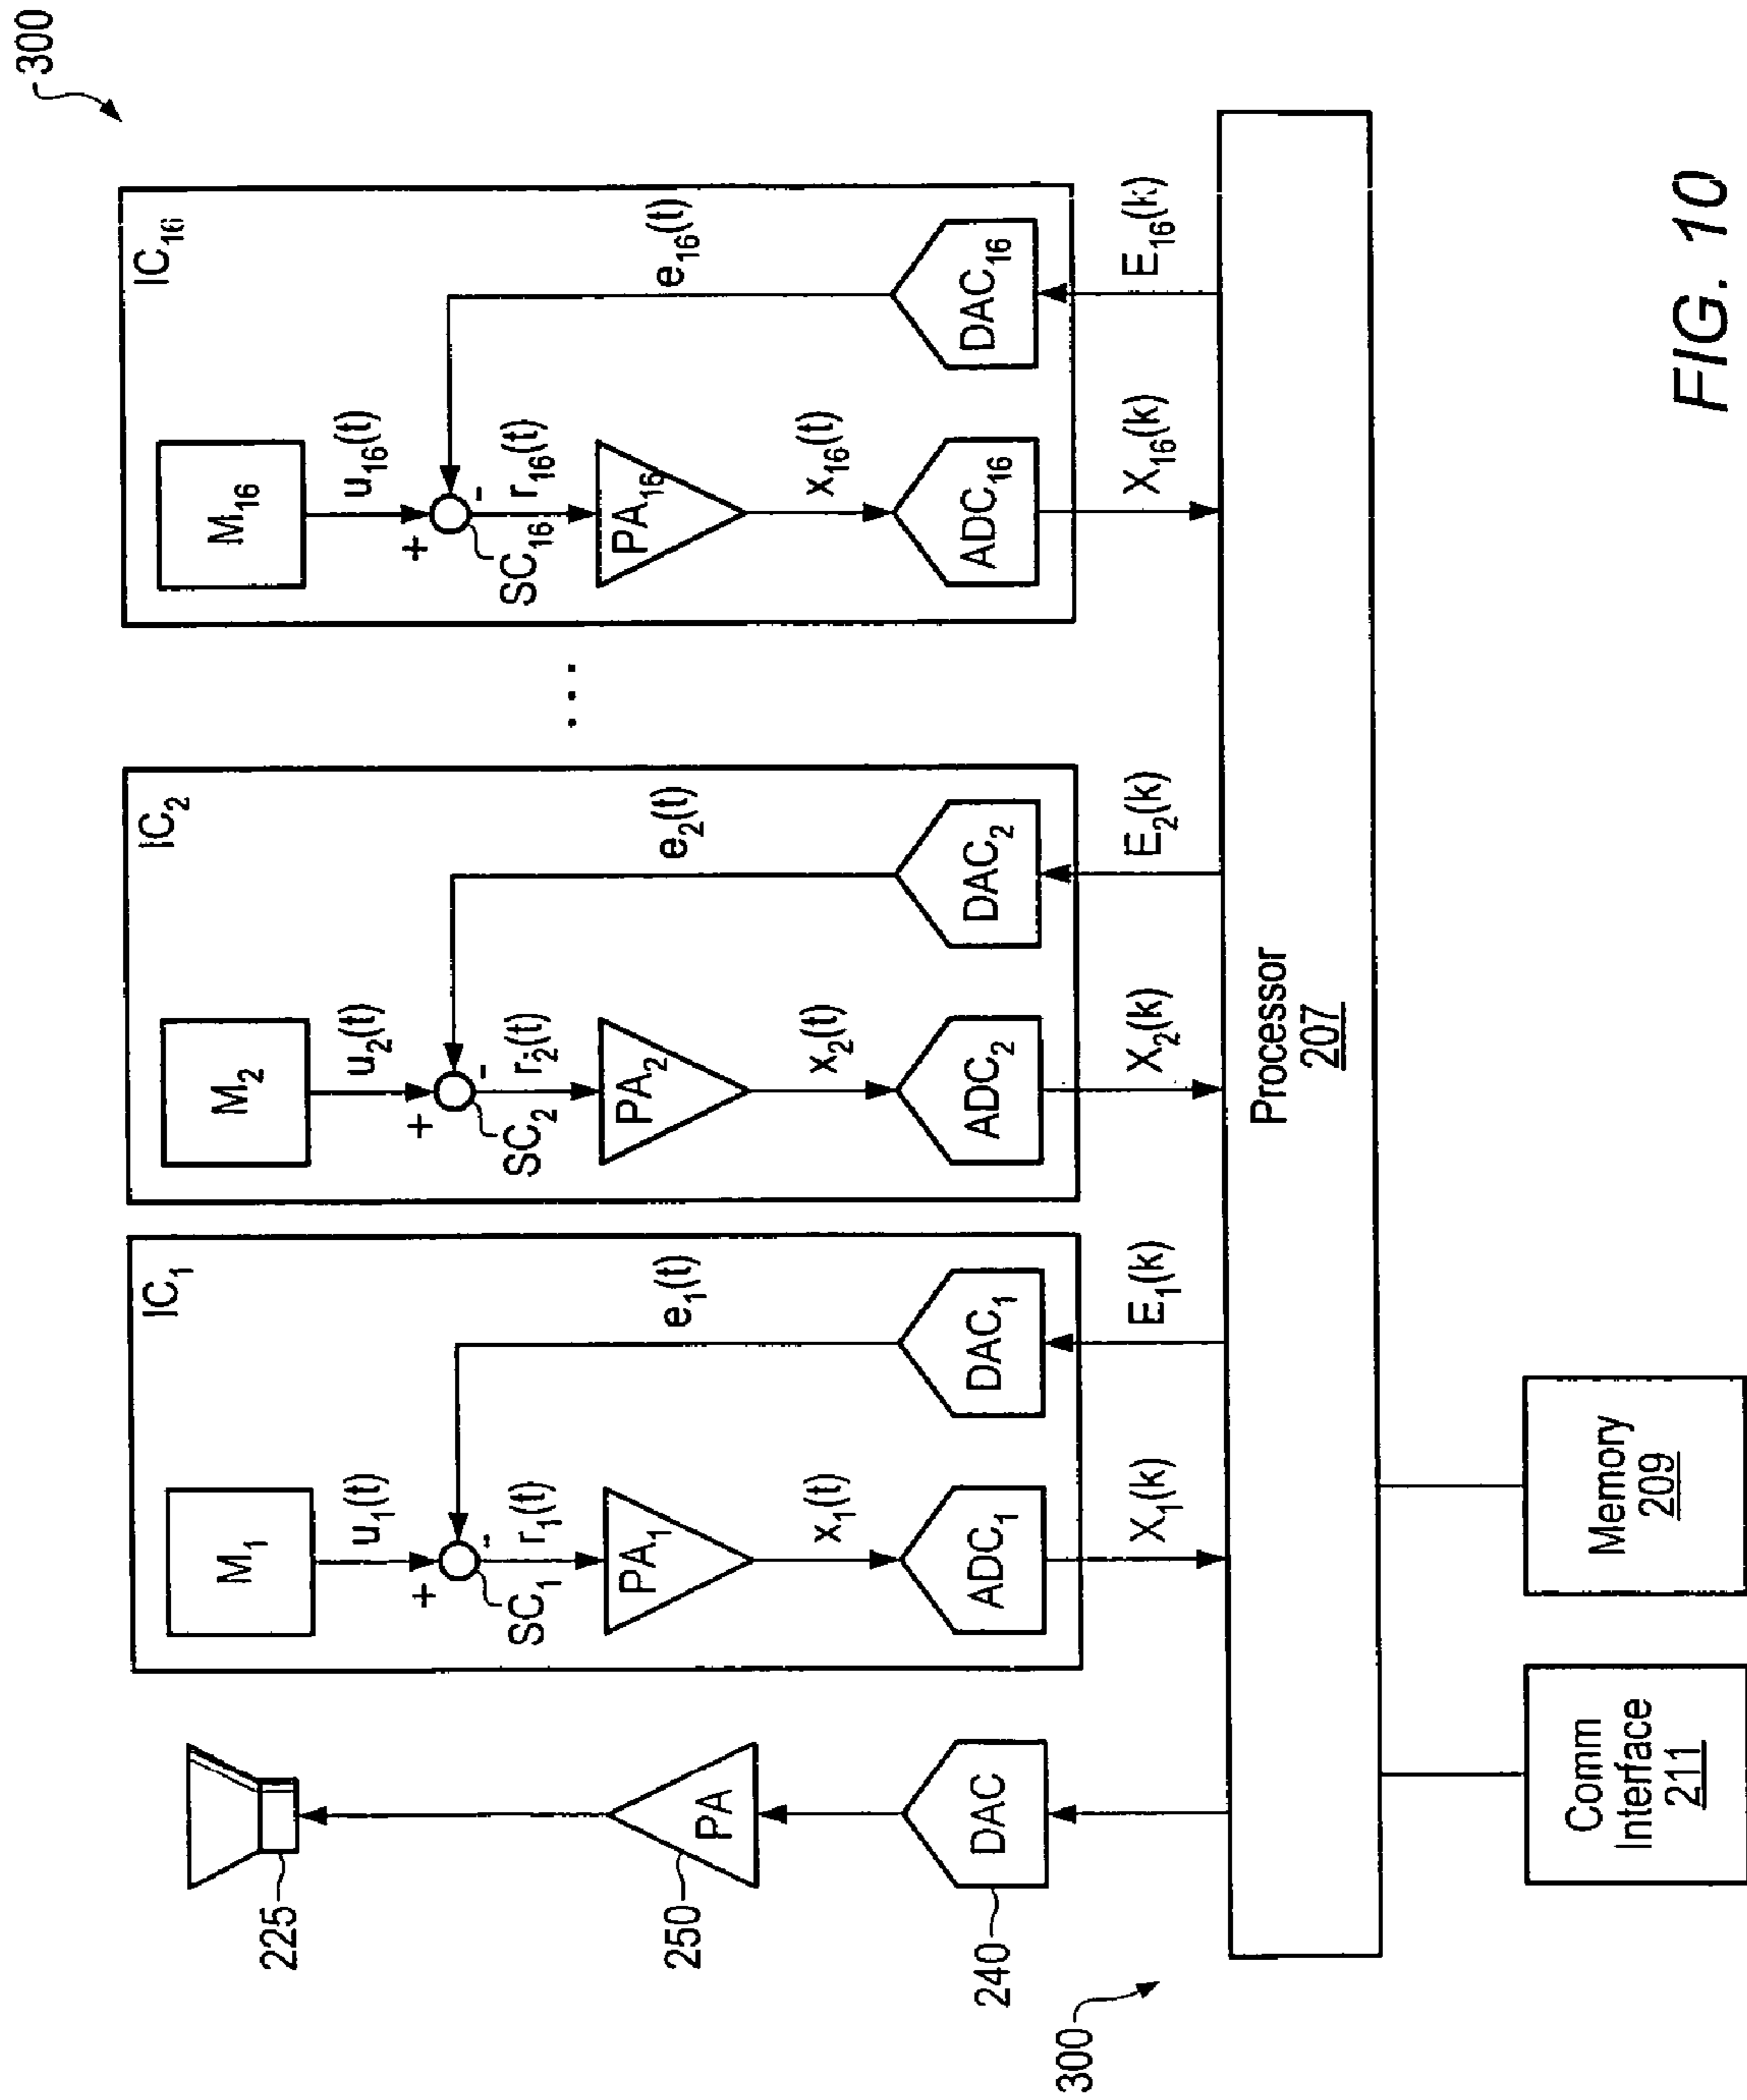 300
IC₁
M₁
u₁(t)
+
-
SC₁
r₁(t)
e₁(t)
PA₁
x₁(t)
ADC₁
DAC₁
X₁(k)
E₁(k)
IC₂
M₂
u₂(t)
+
-
SC₂
r₂(t)
e₂(t)
PA₂
x₂(t)
ADC₂
DAC₂
X₂(k)
E₂(k)
...
IC₁₆
M₁₆
u₁₆(t)
+
-
SC₁₆
r₁₆(t)
e₁₆(t)
PA₁₆
x₁₆(t)
ADC₁₆
DAC₁₆
X₁₆(k)
E₁₆(k)
225
250
PA
240
DAC
300
Processor
207
Comm
Interface
211
Memory
209
FIG. 10